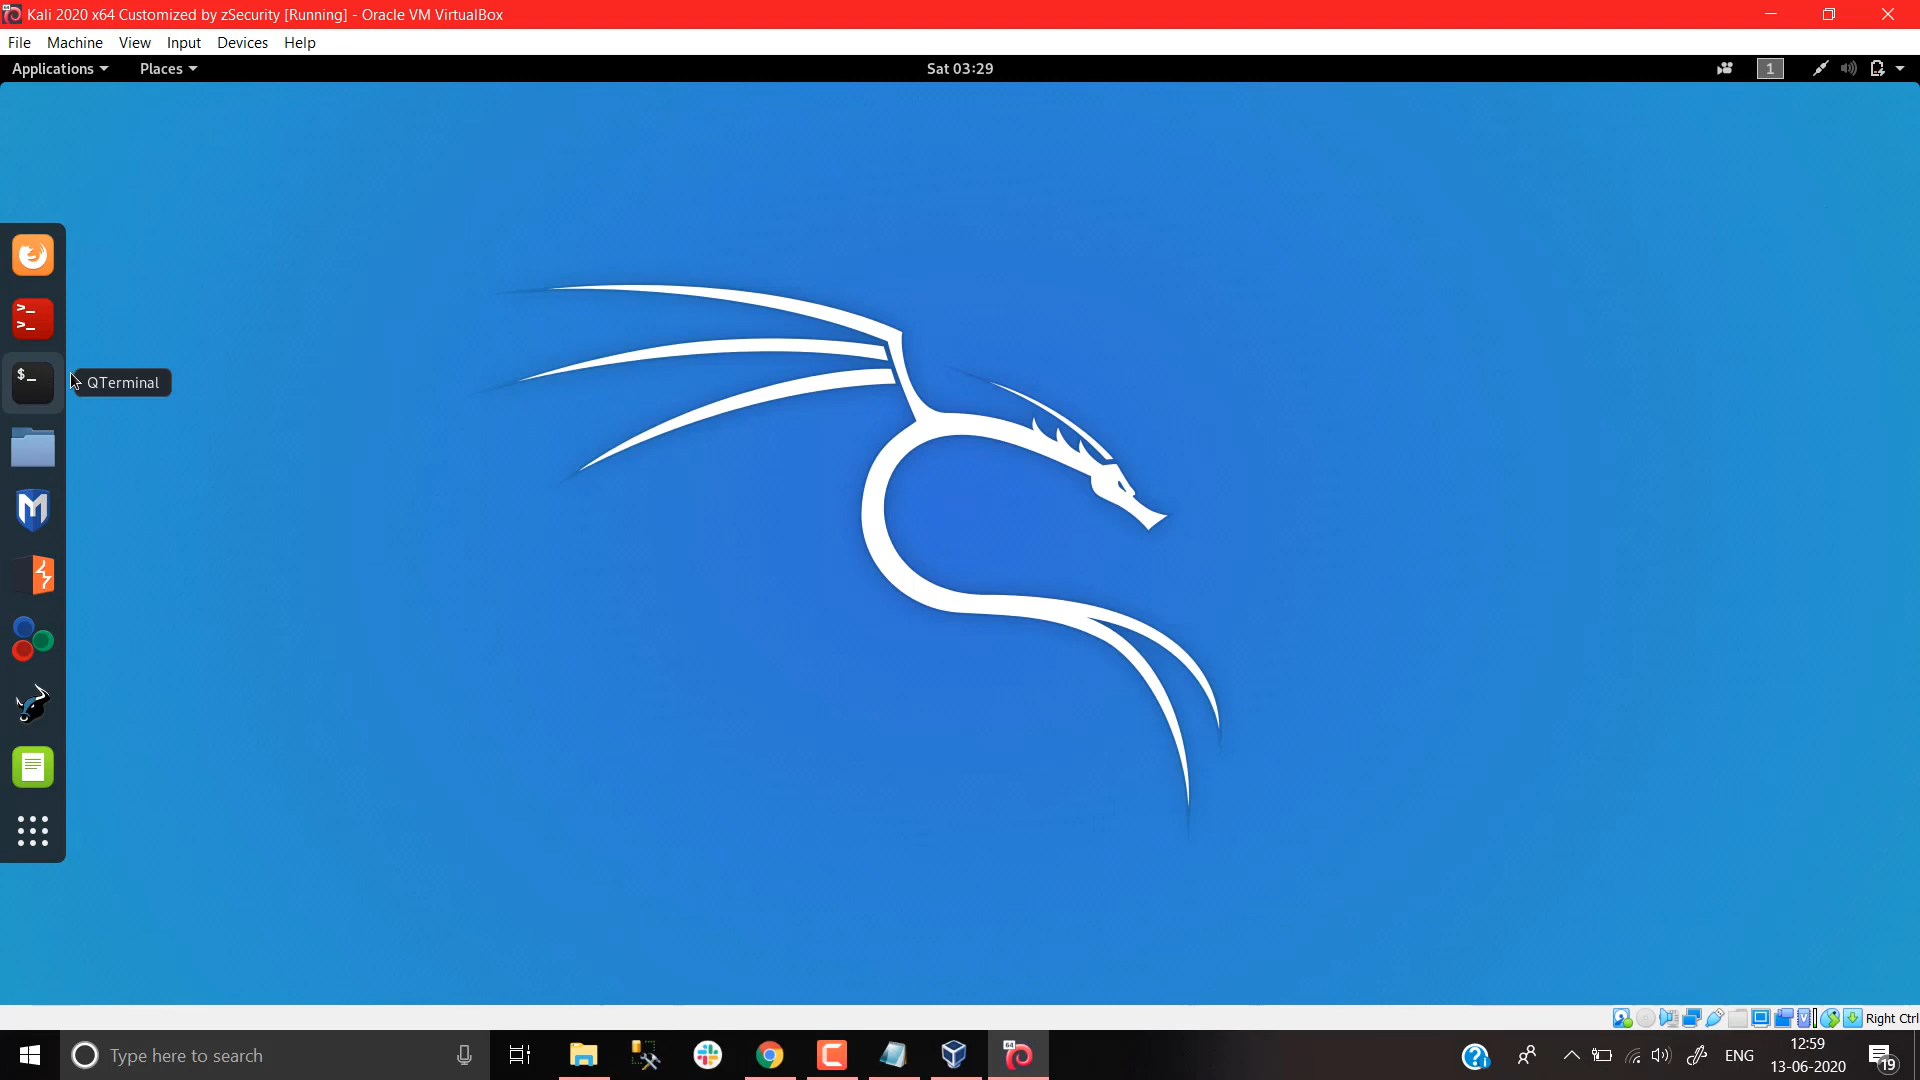 Kali 2020 x64 Customized by zSecurity [Running] - Oracle VM VirtualBox
File Machine View Input Devices Help
Applications Places Sat 03:29 1
>_
>_
$_ QTerminal
M
Right Ctrl
Type here to search
64
ENG
12:59
13-06-2020
19